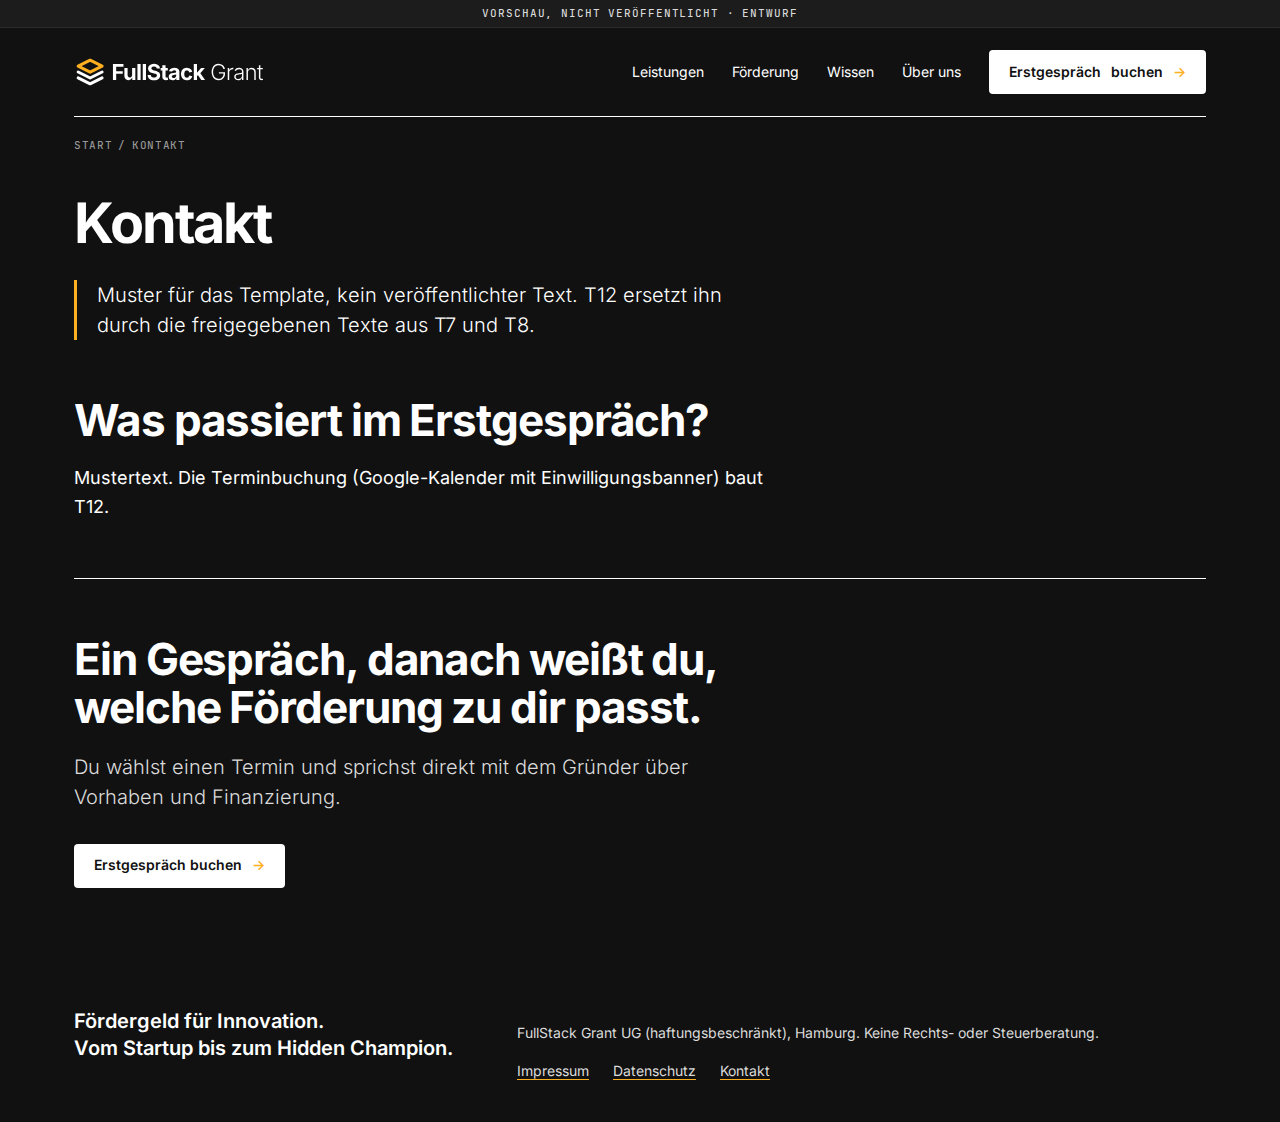 VORSCHAU, NICHT VERÖFFENTLICHT · ENTWURF
FullStack Grant
Leistungen Förderung Wissen Über uns Erstgespräch buchen →
START / KONTAKT
Kontakt
Muster für das Template, kein veröffentlichter Text. T12 ersetzt ihn
durch die freigegebenen Texte aus T7 und T8.
Was passiert im Erstgespräch?
Mustertext. Die Terminbuchung (Google-Kalender mit Einwilligungsbanner) baut
T12.
Ein Gespräch, danach weißt du,
welche Förderung zu dir passt.
Du wählst einen Termin und sprichst direkt mit dem Gründer über
Vorhaben und Finanzierung.
Erstgespräch buchen →
Fördergeld für Innovation.
Vom Startup bis zum Hidden Champion.
FullStack Grant UG (haftungsbeschränkt), Hamburg. Keine Rechts- oder Steuerberatung.
Impressum Datenschutz Kontakt